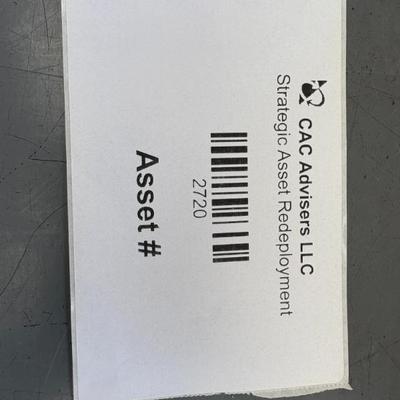 CAC Advisers LLC
Strategic Asset Redeployment
2720
Asset #